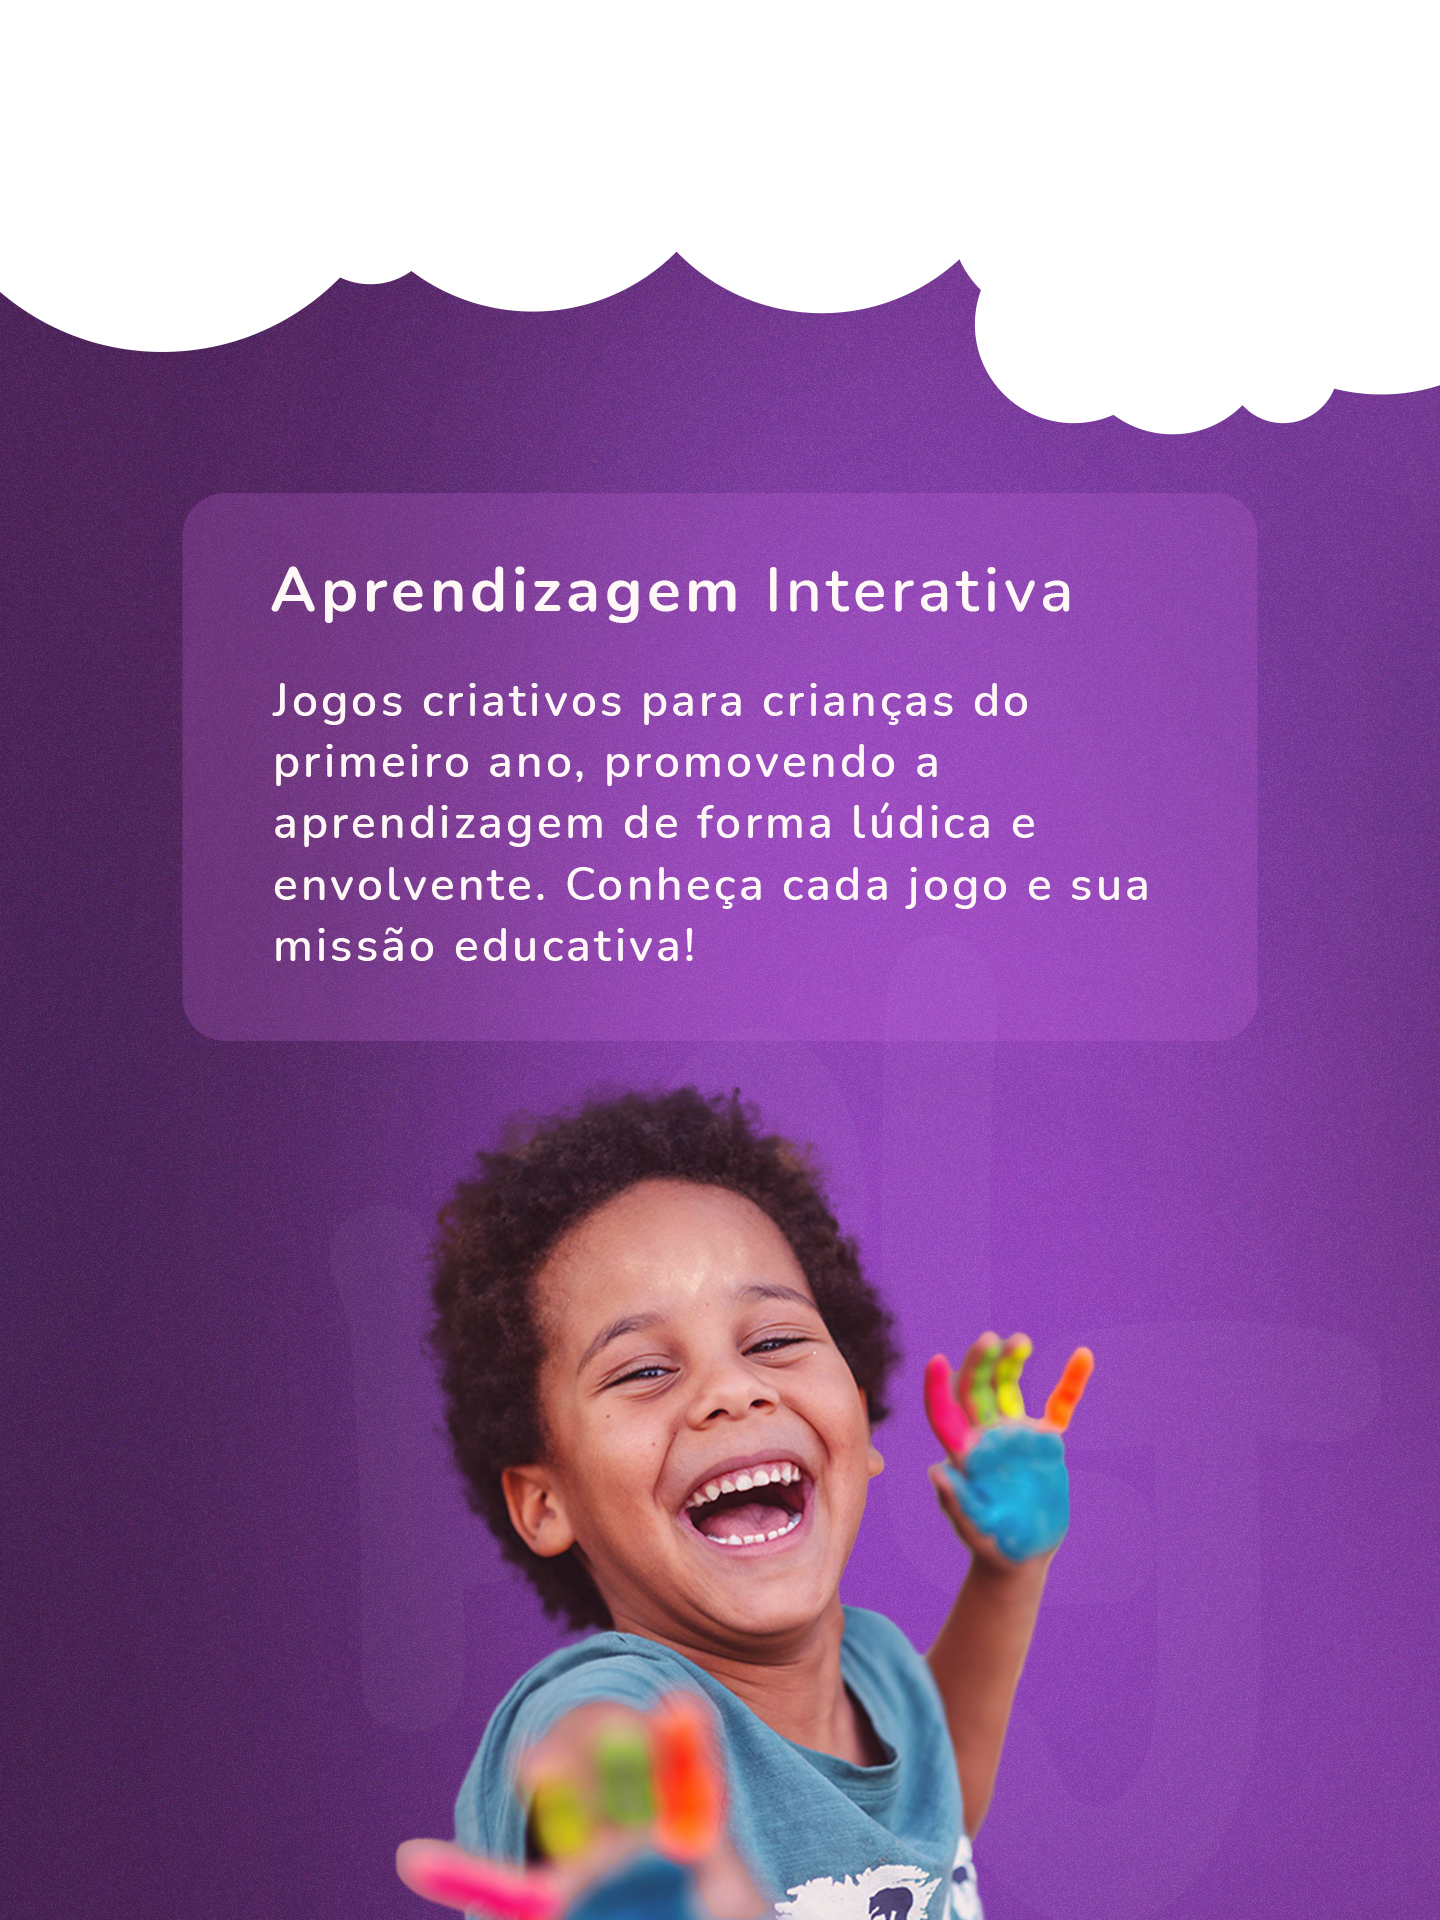 Aprendizagem Interativa
Jogos criativos para crianças do
primeiro ano, promovendo a
aprendizagem de forma lúdica e
envolvente. Conheça cada jogo e sua
missão educativa!